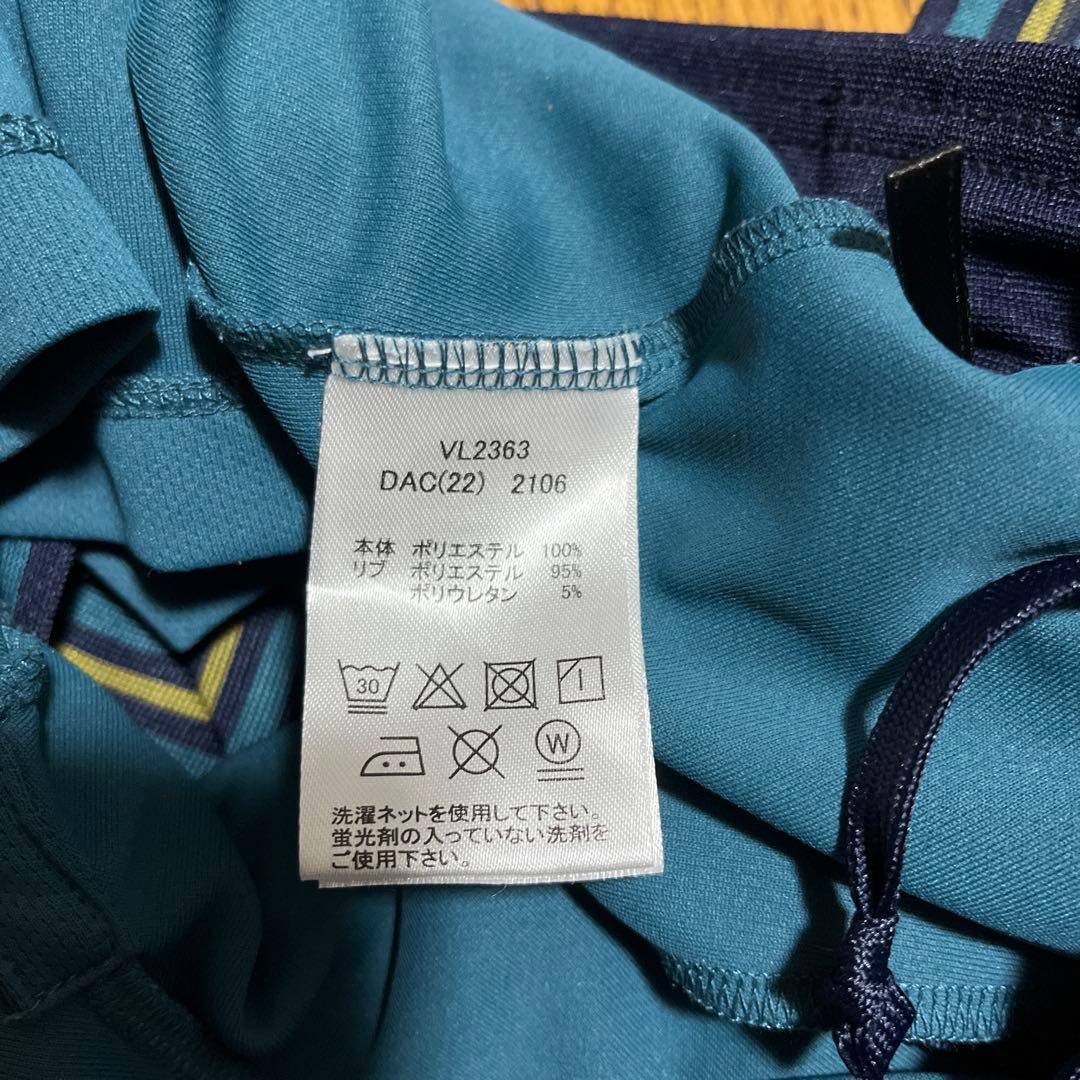 VL2363
DAC(22) 2106
本体 ポリエステル 100%
リブ ポリエステル 95%
ポリウレタン 5%
30
W
洗濯ネットを使用して下さい。
蛍光剤の入っていない洗剤を
ご使用下さい。